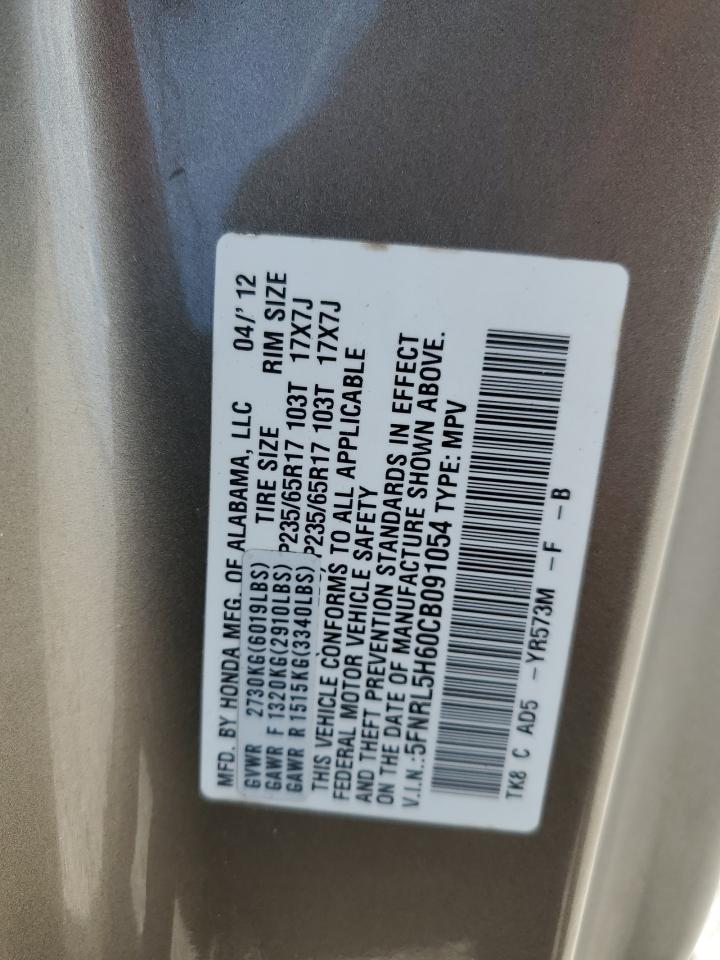 MFD. BY HONDA MFG. OF ALABAMA, LLC 04/' 12
GVWR 2730KG(6019LBS) TIRE SIZE RIM SIZE
GAWR F 1320KG(2910LBS) P235/65R17 103T 17X7J
GAWR R 1515KG(3340LBS) P235/65R17 103T 17X7J
THIS VEHICLE CONFORMS TO ALL APPLICABLE
FEDERAL MOTOR VEHICLE SAFETY
AND THEFT PREVENTION STANDARDS IN EFFECT
ON THE DATE OF MANUFACTURE SHOWN ABOVE.
V.I.N.:5FNRL5H60CB091054 TYPE: MPV
TK8 C AD5 -YR573M -F -B